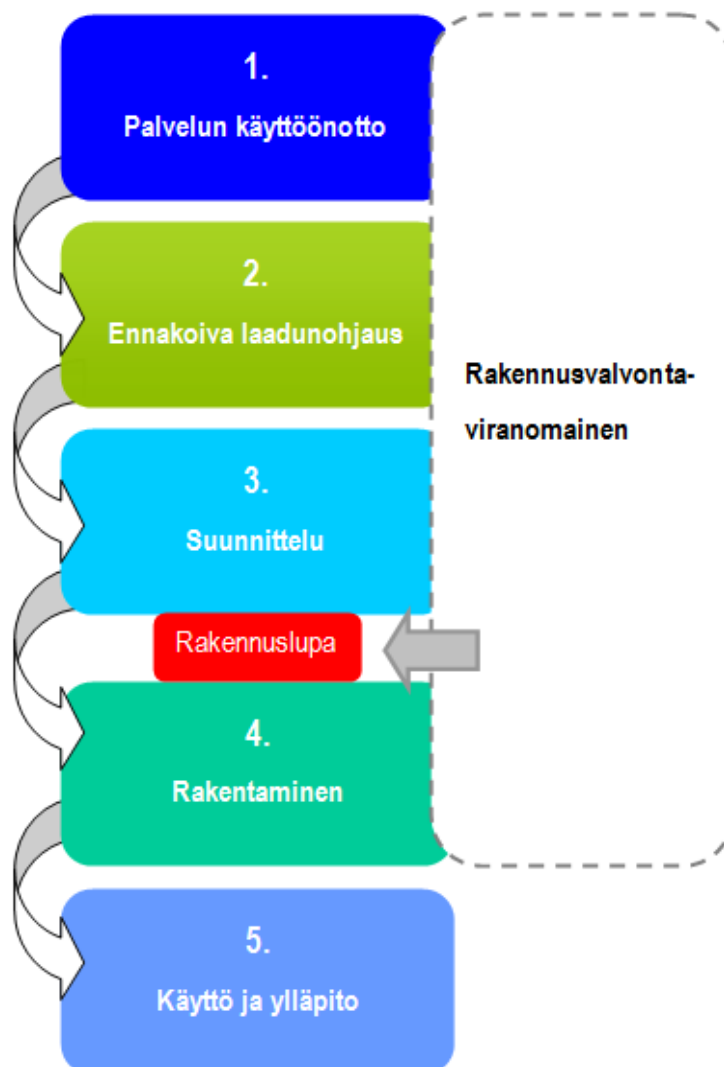 1.
Palvelun käyttöönotto
2.
Ennakoiva laadunohjaus
Rakennusvalvonta-
viranomainen
3.
Suunnittelu
Rakennuslupa
4.
Rakentaminen
5.
Käyttö ja ylläpito